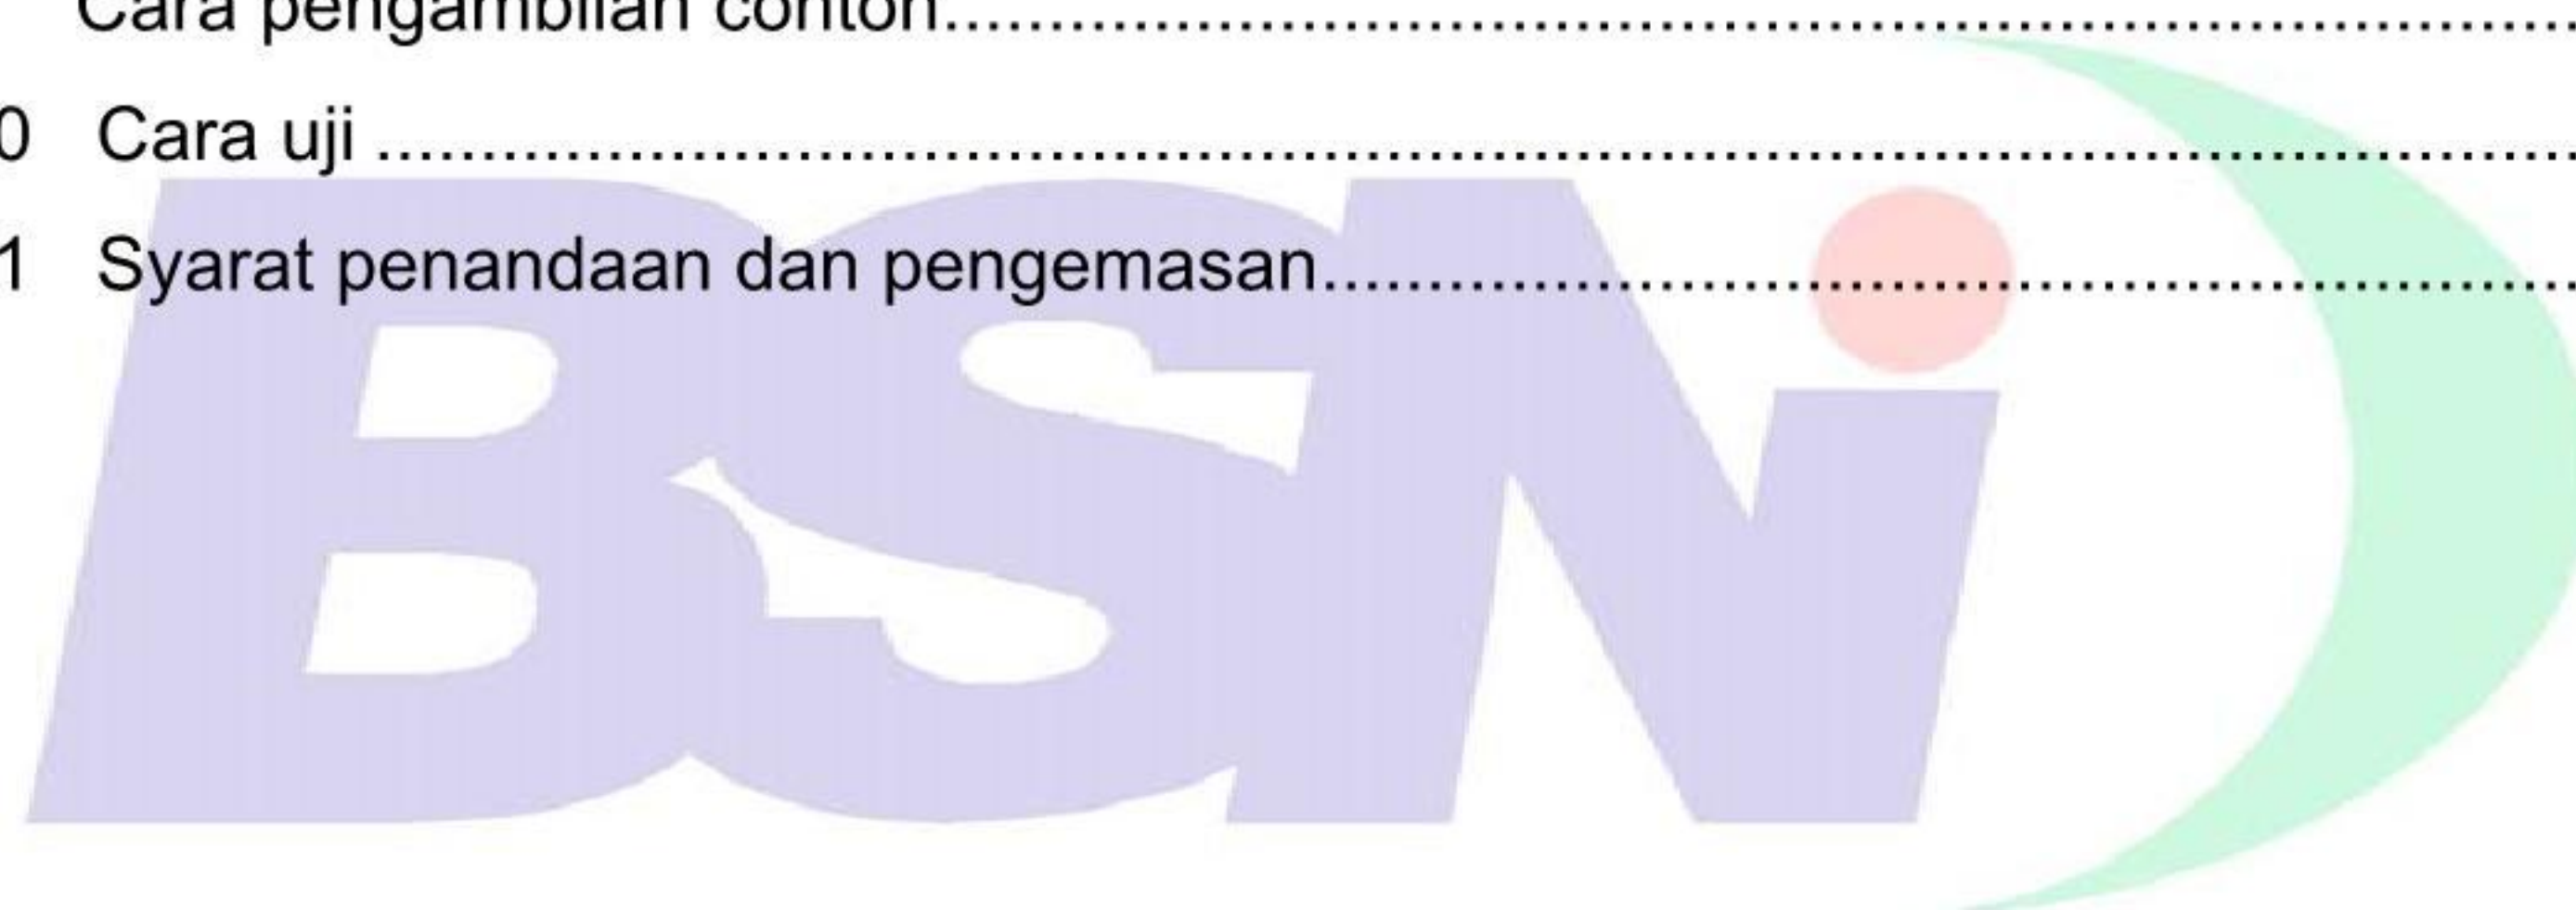 Cara pengambilan contoh..........................................................................
0 Cara uji ..........................................................................
1 Syarat penandaan dan pengemasan..........................................................................
BSN